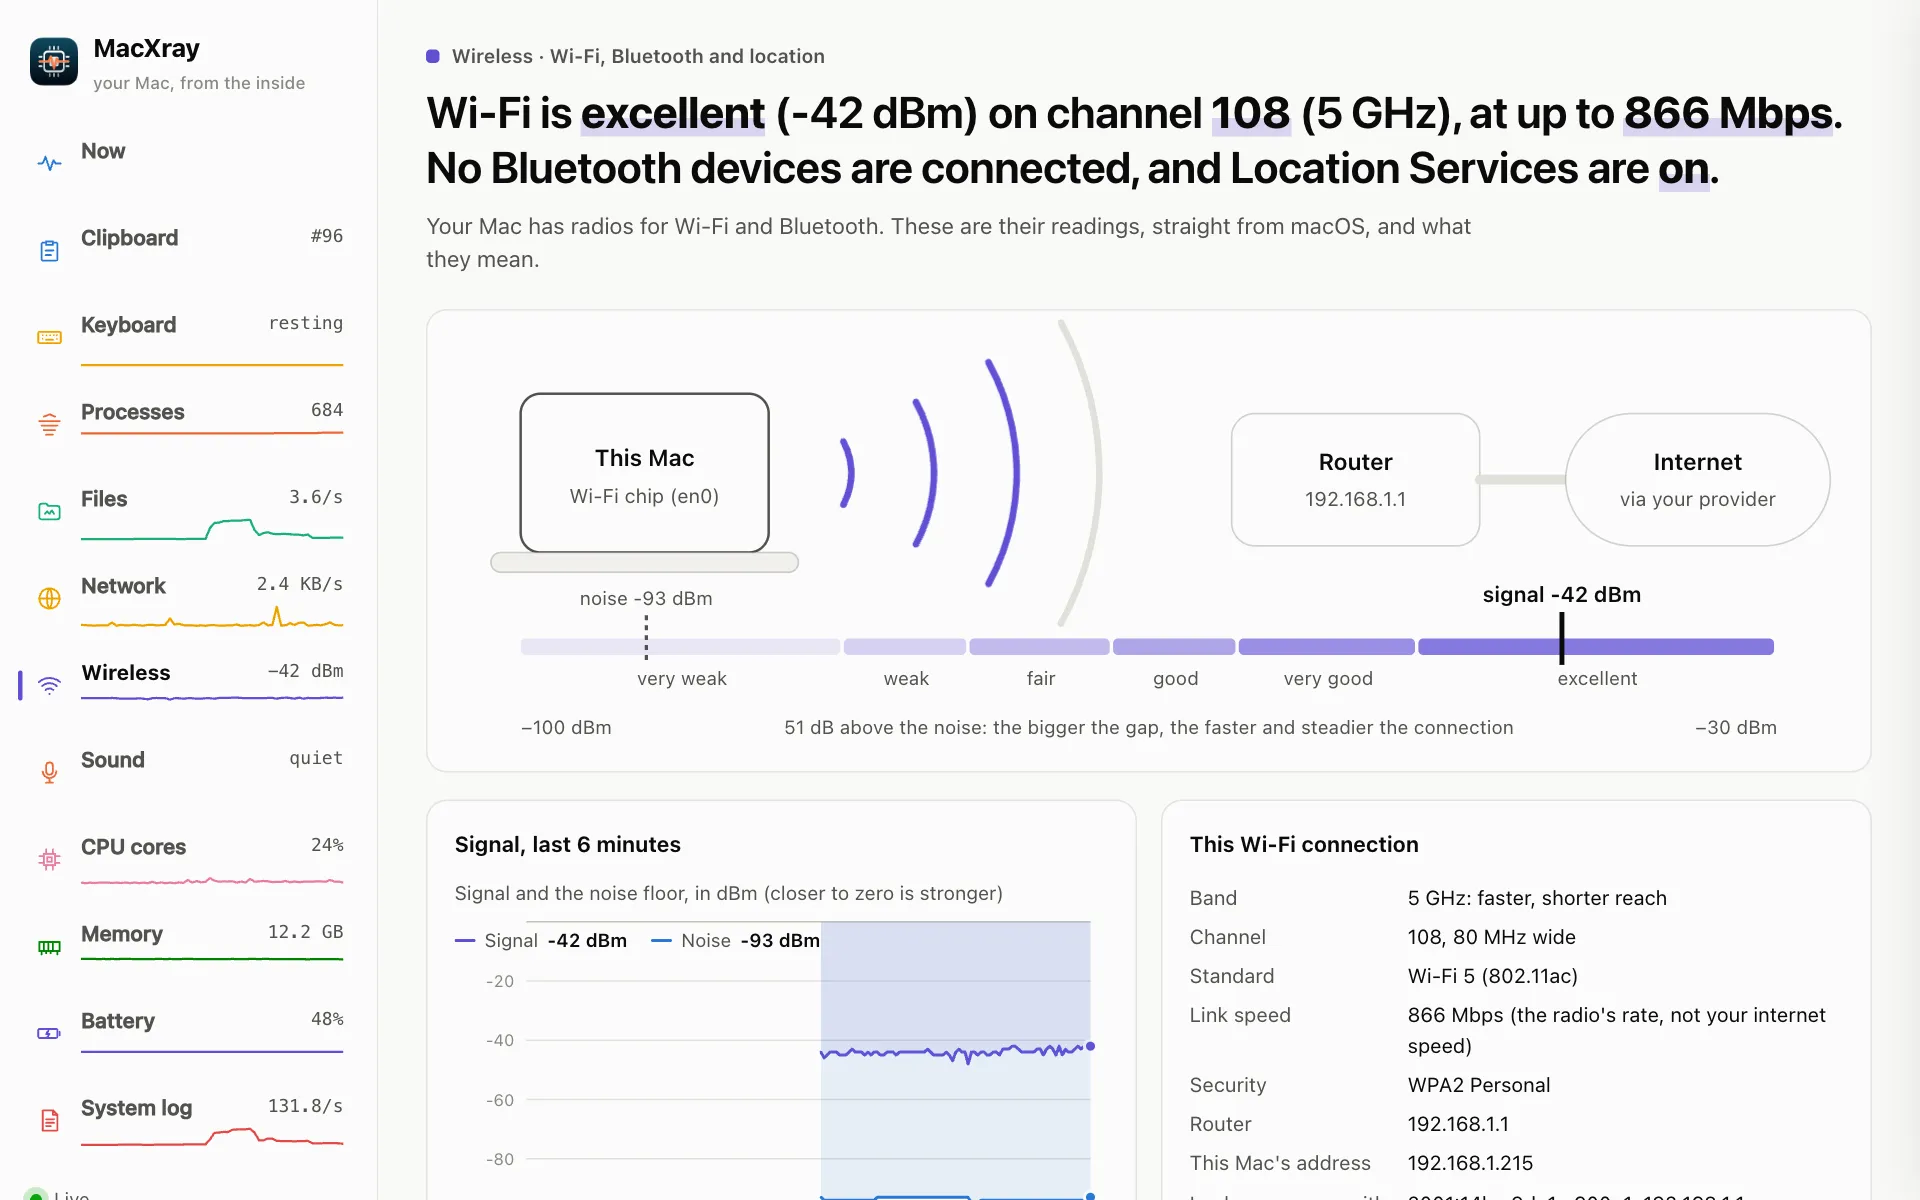 MacXray
your Mac, from the inside
Now
Clipboard #96
Keyboard resting
Processes 684
Files 3.6/s
Network 2.4 KB/s
Wireless −42 dBm
Sound quiet
CPU cores 24%
Memory 12.2 GB
Battery 48%
System log 131.8/s
Live
Wireless · Wi-Fi, Bluetooth and location
Wi-Fi is excellent (-42 dBm) on channel 108 (5 GHz), at up to 866 Mbps.
No Bluetooth devices are connected, and Location Services are on.
Your Mac has radios for Wi-Fi and Bluetooth. These are their readings, straight from macOS, and what
they mean.
This Mac
Wi-Fi chip (en0)
Router
192.168.1.1
Internet
via your provider
noise -93 dBm
signal -42 dBm
very weak weak fair good very good excellent
−100 dBm 51 dB above the noise: the bigger the gap, the faster and steadier the connection −30 dBm
Signal, last 6 minutes
Signal and the noise floor, in dBm (closer to zero is stronger)
Signal -42 dBm Noise -93 dBm
-20
-40
-60
-80
This Wi-Fi connection
Band 5 GHz: faster, shorter reach
Channel 108, 80 MHz wide
Standard Wi-Fi 5 (802.11ac)
Link speed 866 Mbps (the radio's rate, not your internet
speed)
Security WPA2 Personal
Router 192.168.1.1
This Mac's address 192.168.1.215